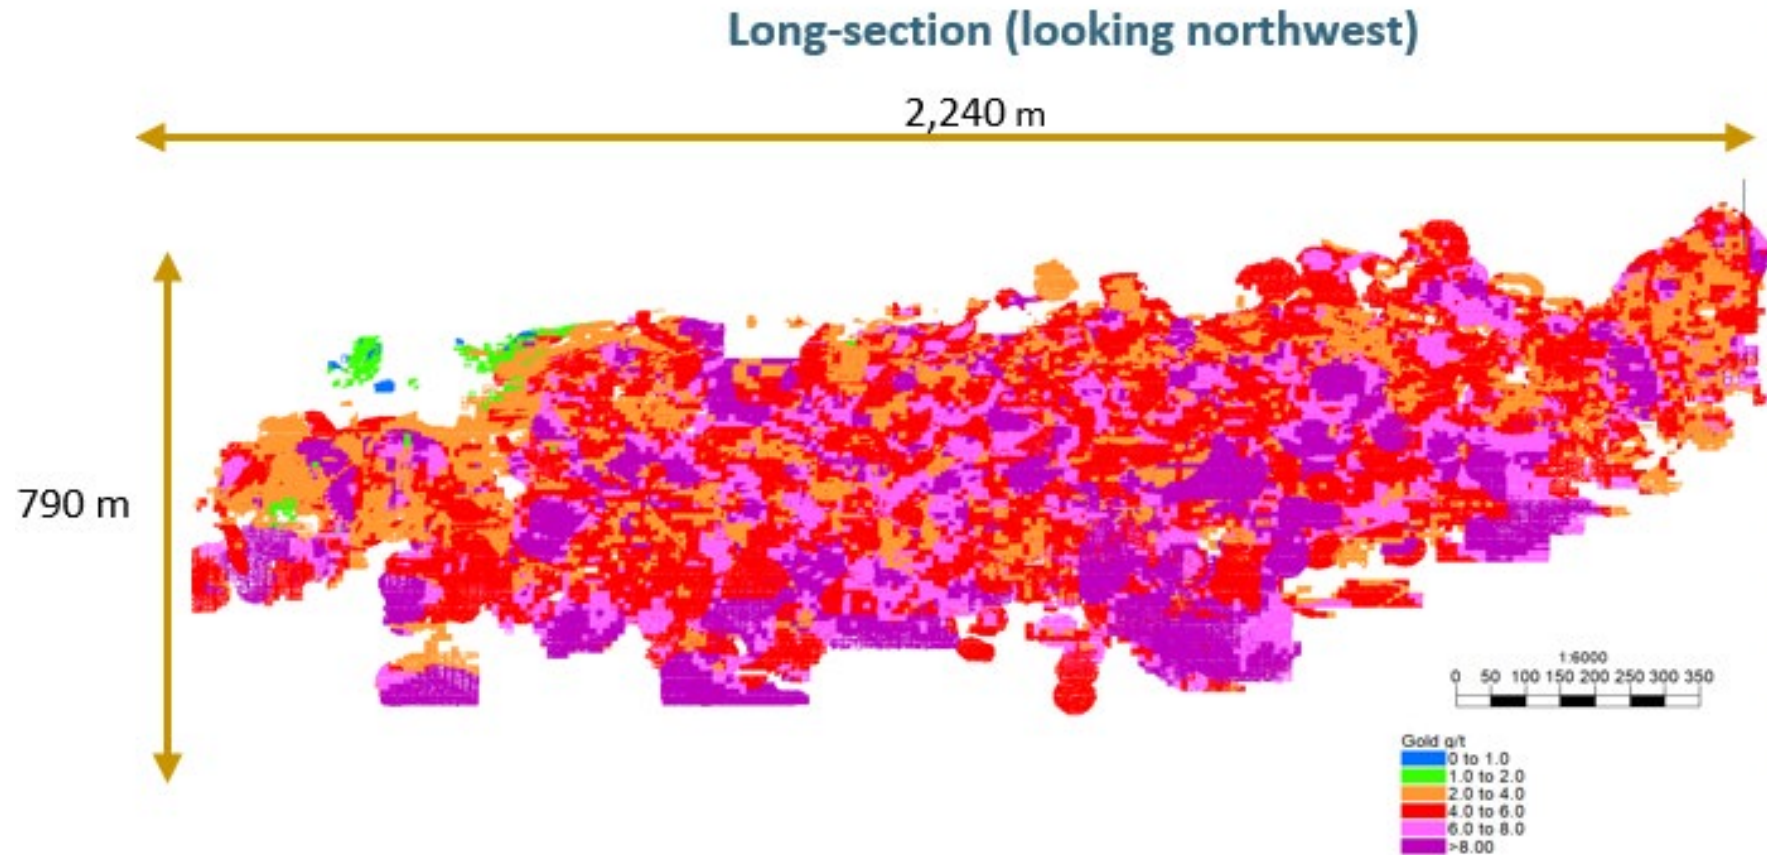 Long-section (looking northwest)
2,240 m
790 m
1:6000
0 50 100 150 200 250 300 350
Gold g/t
0 to 1.0
1.0 to 2.0
2.0 to 4.0
4.0 to 6.0
6.0 to 8.0
>8.00